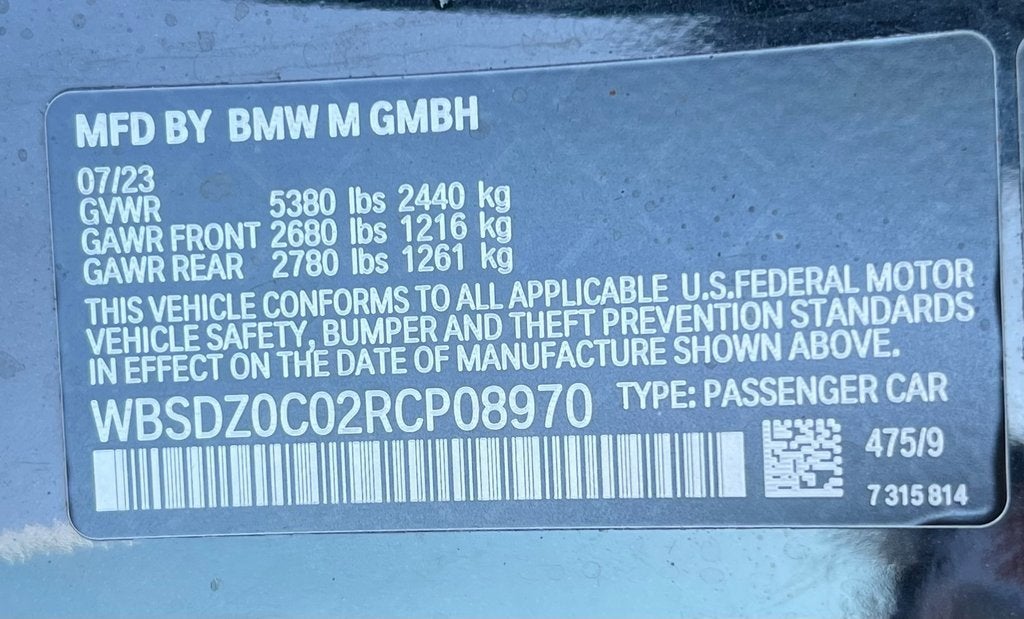 MFD BY BMW M GMBH
07/23
GVWR 5380 lbs 2440 kg
GAWR FRONT 2680 lbs 1216 kg
GAWR REAR 2780 lbs 1261 kg
THIS VEHICLE CONFORMS TO ALL APPLICABLE U.S.FEDERAL MOTOR
VEHICLE SAFETY, BUMPER AND THEFT PREVENTION STANDARDS
IN EFFECT ON THE DATE OF MANUFACTURE SHOWN ABOVE.
WBSDZ0C02RCP08970 TYPE: PASSENGER CAR
475/9
7 315 814